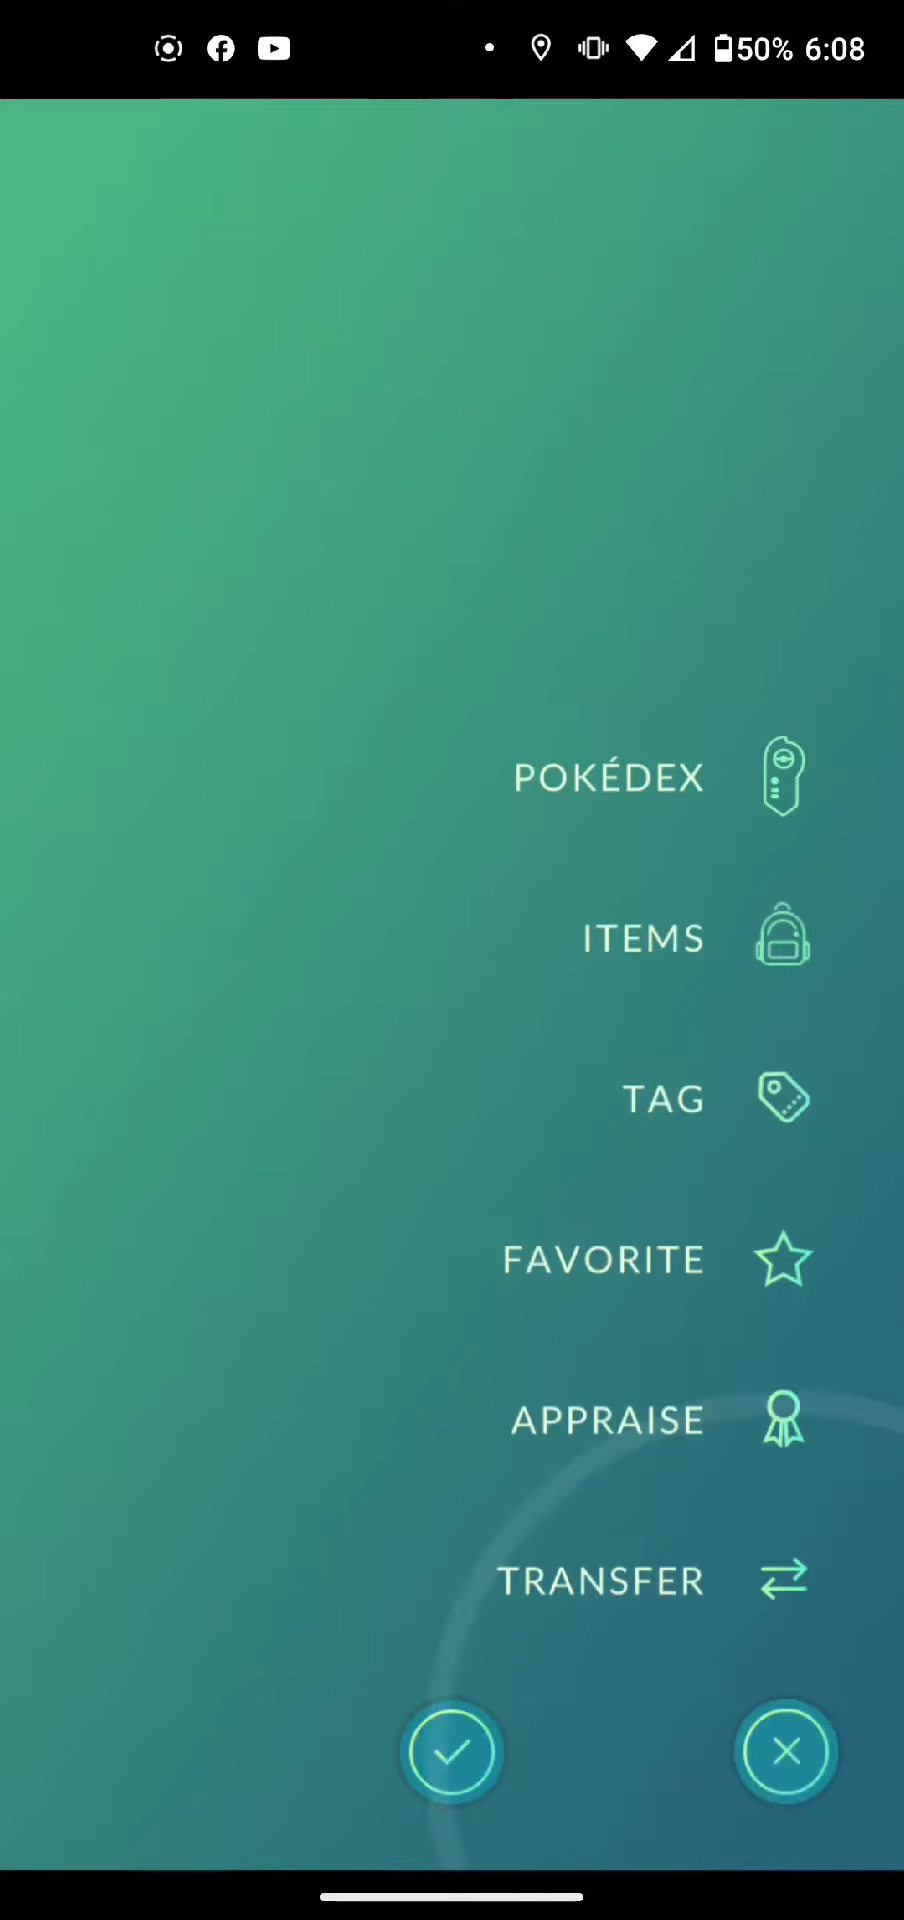 50% 6:08
POKÉDEX
ITEMS
TAG
FAVORITE
APPRAISE
TRANSFER